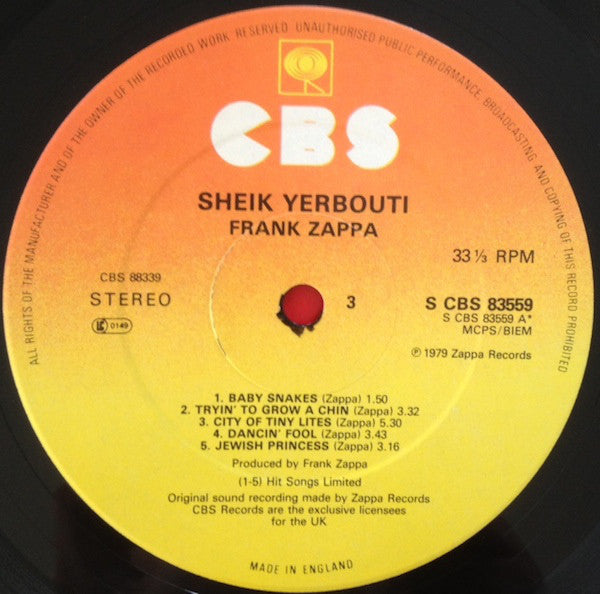 ALL RIGHTS OF THE MANUFACTURER AND OF THE OWNER OF THE RECORDED WORK RESERVED. UNAUTHORISED PUBLIC PERFORMANCE, BROADCASTING AND COPYING OF THIS RECORD PROHIBITED
CBS
SHEIK YERBOUTI
FRANK ZAPPA
33⅓ RPM
CBS 88339
STEREO
LC 0149
3
S CBS 83559
S CBS 83559 A*
MCPS/BIEM
℗ 1979 Zappa Records
1. BABY SNAKES (Zappa) 1.50
2. TRYIN' TO GROW A CHIN (Zappa) 3.32
3. CITY OF TINY LITES (Zappa) 5.30
4. DANCIN' FOOL (Zappa) 3.43
5. JEWISH PRINCESS (Zappa) 3.16
Produced by Frank Zappa
(1-5) Hit Songs Limited
Original sound recording made by Zappa Records
CBS Records are the exclusive licensees
for the UK
MADE IN ENGLAND